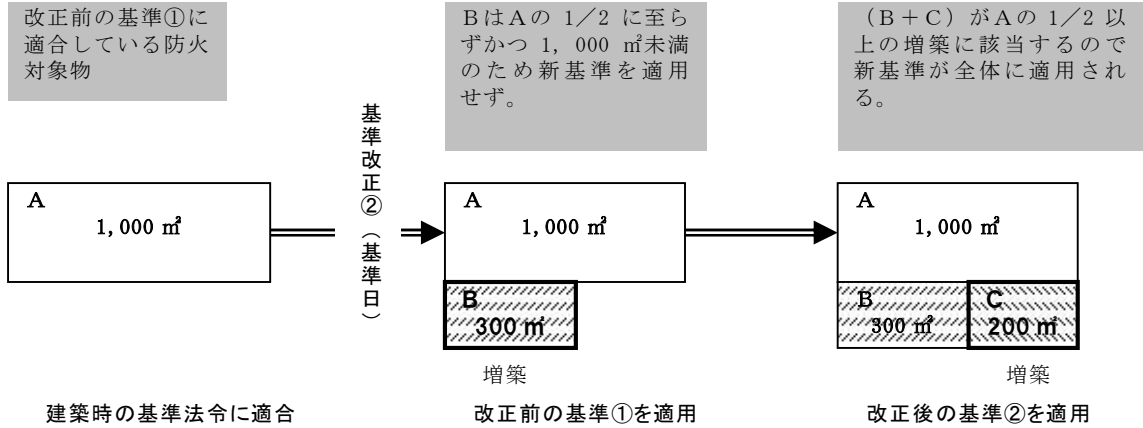 改正前の基準①に
適合している防火
対象物
BはAの 1／2 に至ら
ずかつ 1，000 ㎡未満
のため新基準を適用
せず。
（B＋C）がAの 1／2 以
上の増築に該当するので
新基準が全体に適用され
る。
基準改正②（基準日）
A
1,000 ㎡
A
1,000 ㎡
B
300 ㎡
増築
A
1,000 ㎡
B
300 ㎡
C
200 ㎡
増築
建築時の基準法令に適合
改正前の基準①を適用
改正後の基準②を適用